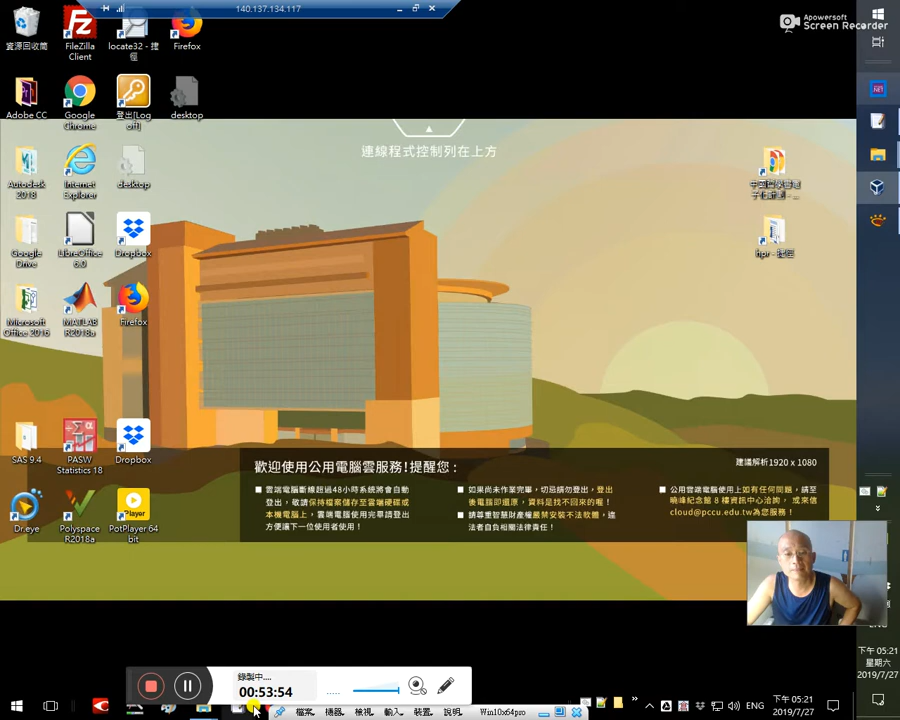 140.137.134.117
Apowersoft
Screen Recorder
資源回收筒
FileZilla
Client
locate32 - 捷
徑
Firefox
Adobe CC
Google
Chrome
登出[Log
off]
desktop
連線程式控制列在上方
Autodesk
2018
Internet
Explorer
desktop
Google
Drive
LibreOffice
6.0
Dropbox
hpr - 捷徑
Microsoft
Office 2016
MATLAB
R2018a
Firefox
SAS 9.4
PASW
Statistics 18
Dropbox
Dr.eye
Polyspace
R2018a
PotPlayer 64
bit
歡迎使用公用電腦雲服務!提醒您：
建議解析1920 x 1080
雲端電腦斷線超過48小時系統將會自動
登出，敬請保持檔案儲存至雲端硬碟或
本機電腦上，雲端電腦使用完畢請登出
方便讓下一位使用者使用！
如果尚未作業完畢，切忌請勿登出，登出
後電腦即還原，資料是找不回來的喔！
請尊重智慧財產權嚴禁安裝不法軟體，違
法者自負相關法律責任！
公用雲端電腦使用上如有任何問題，請至
曉峰紀念館 8 樓資訊中心洽詢，或來信
cloud@pccu.edu.tw為您服務！
錄製中....
00:53:54
檔案
機器
檢視
輸入
裝置
說明
Win10x64pro
ENG
下午 05:21
2019/7/27
下午 05:21
星期六
2019/7/27